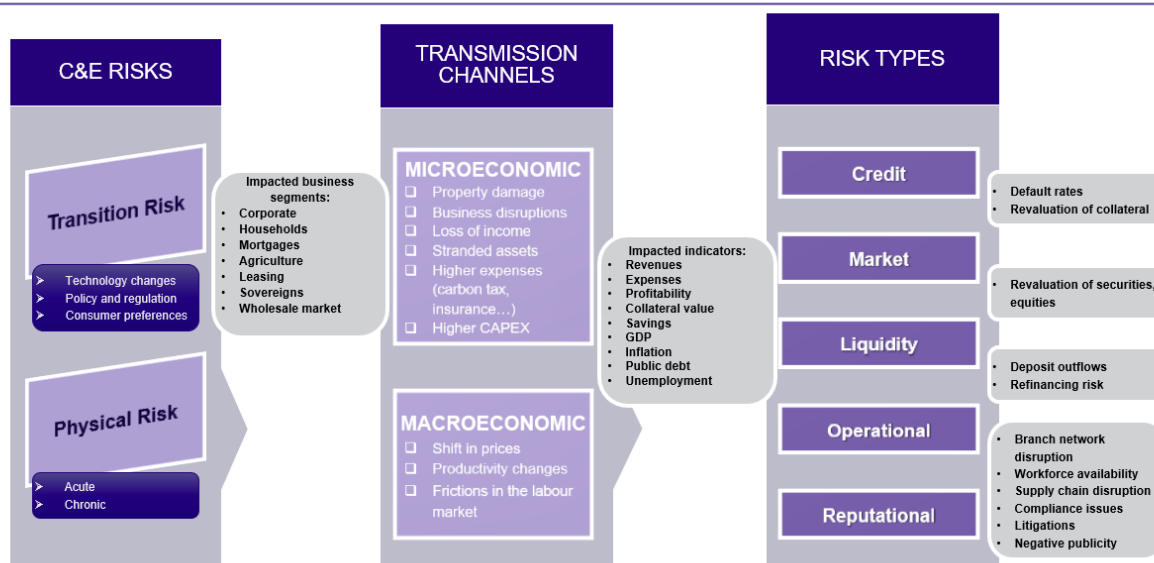 C&E RISKS
Transition Risk
Technology changes
Policy and regulation
Consumer preferences
Physical Risk
Acute
Chronic
Impacted business
segments:
Corporate
Households
Mortgages
Agriculture
Leasing
Sovereigns
Wholesale market
TRANSMISSION
CHANNELS
MICROECONOMIC
Property damage
Business disruptions
Loss of income
Stranded assets
Higher expenses
(carbon tax,
insurance…)
Higher CAPEX
MACROECONOMIC
Shift in prices
Productivity changes
Frictions in the labour
market
Impacted indicators:
Revenues
Expenses
Profitability
Collateral value
Savings
GDP
Inflation
Public debt
Unemployment
RISK TYPES
Credit
Market
Liquidity
Operational
Reputational
Default rates
Revaluation of collateral
Revaluation of securities,
equities
Deposit outflows
Refinancing risk
Branch network
disruption
Workforce availability
Supply chain disruption
Compliance issues
Litigations
Negative publicity